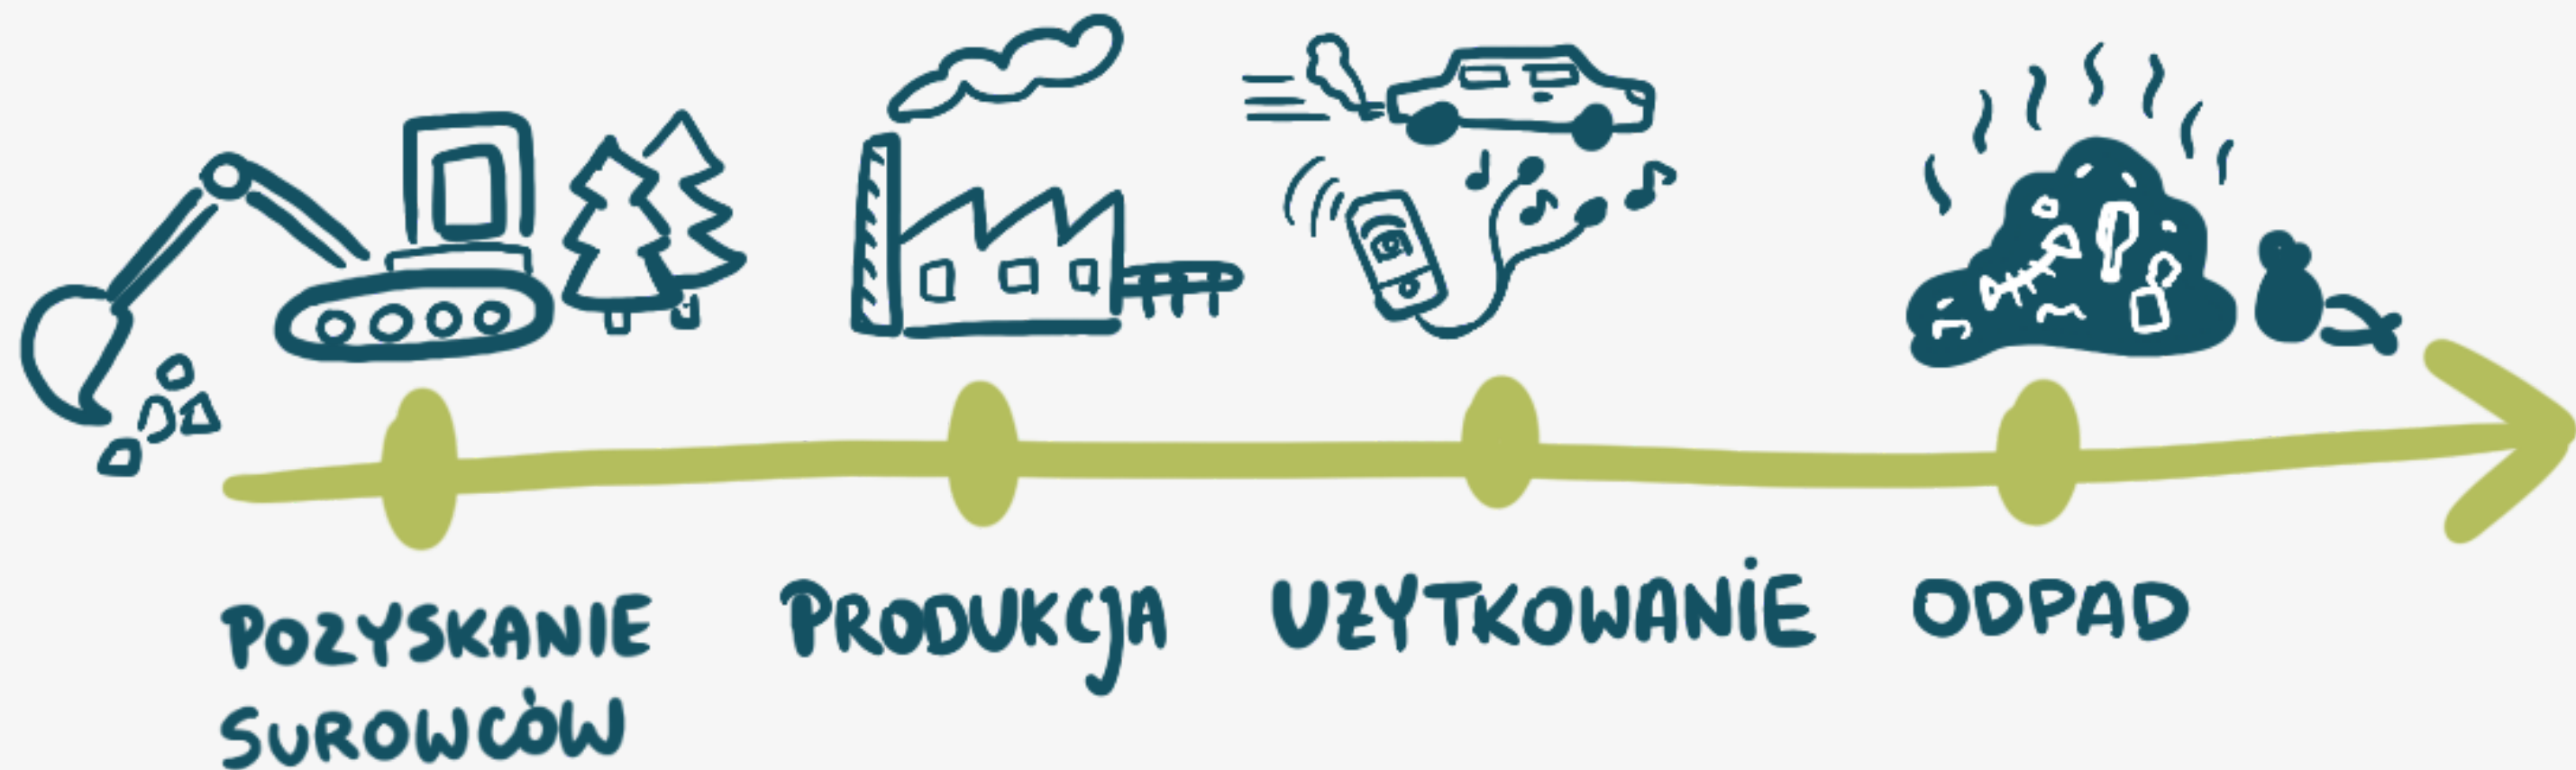 POZYSKANIE
SUROWCÓW
PRODUKCJA
UŻYTKOWANIE
ODPAD